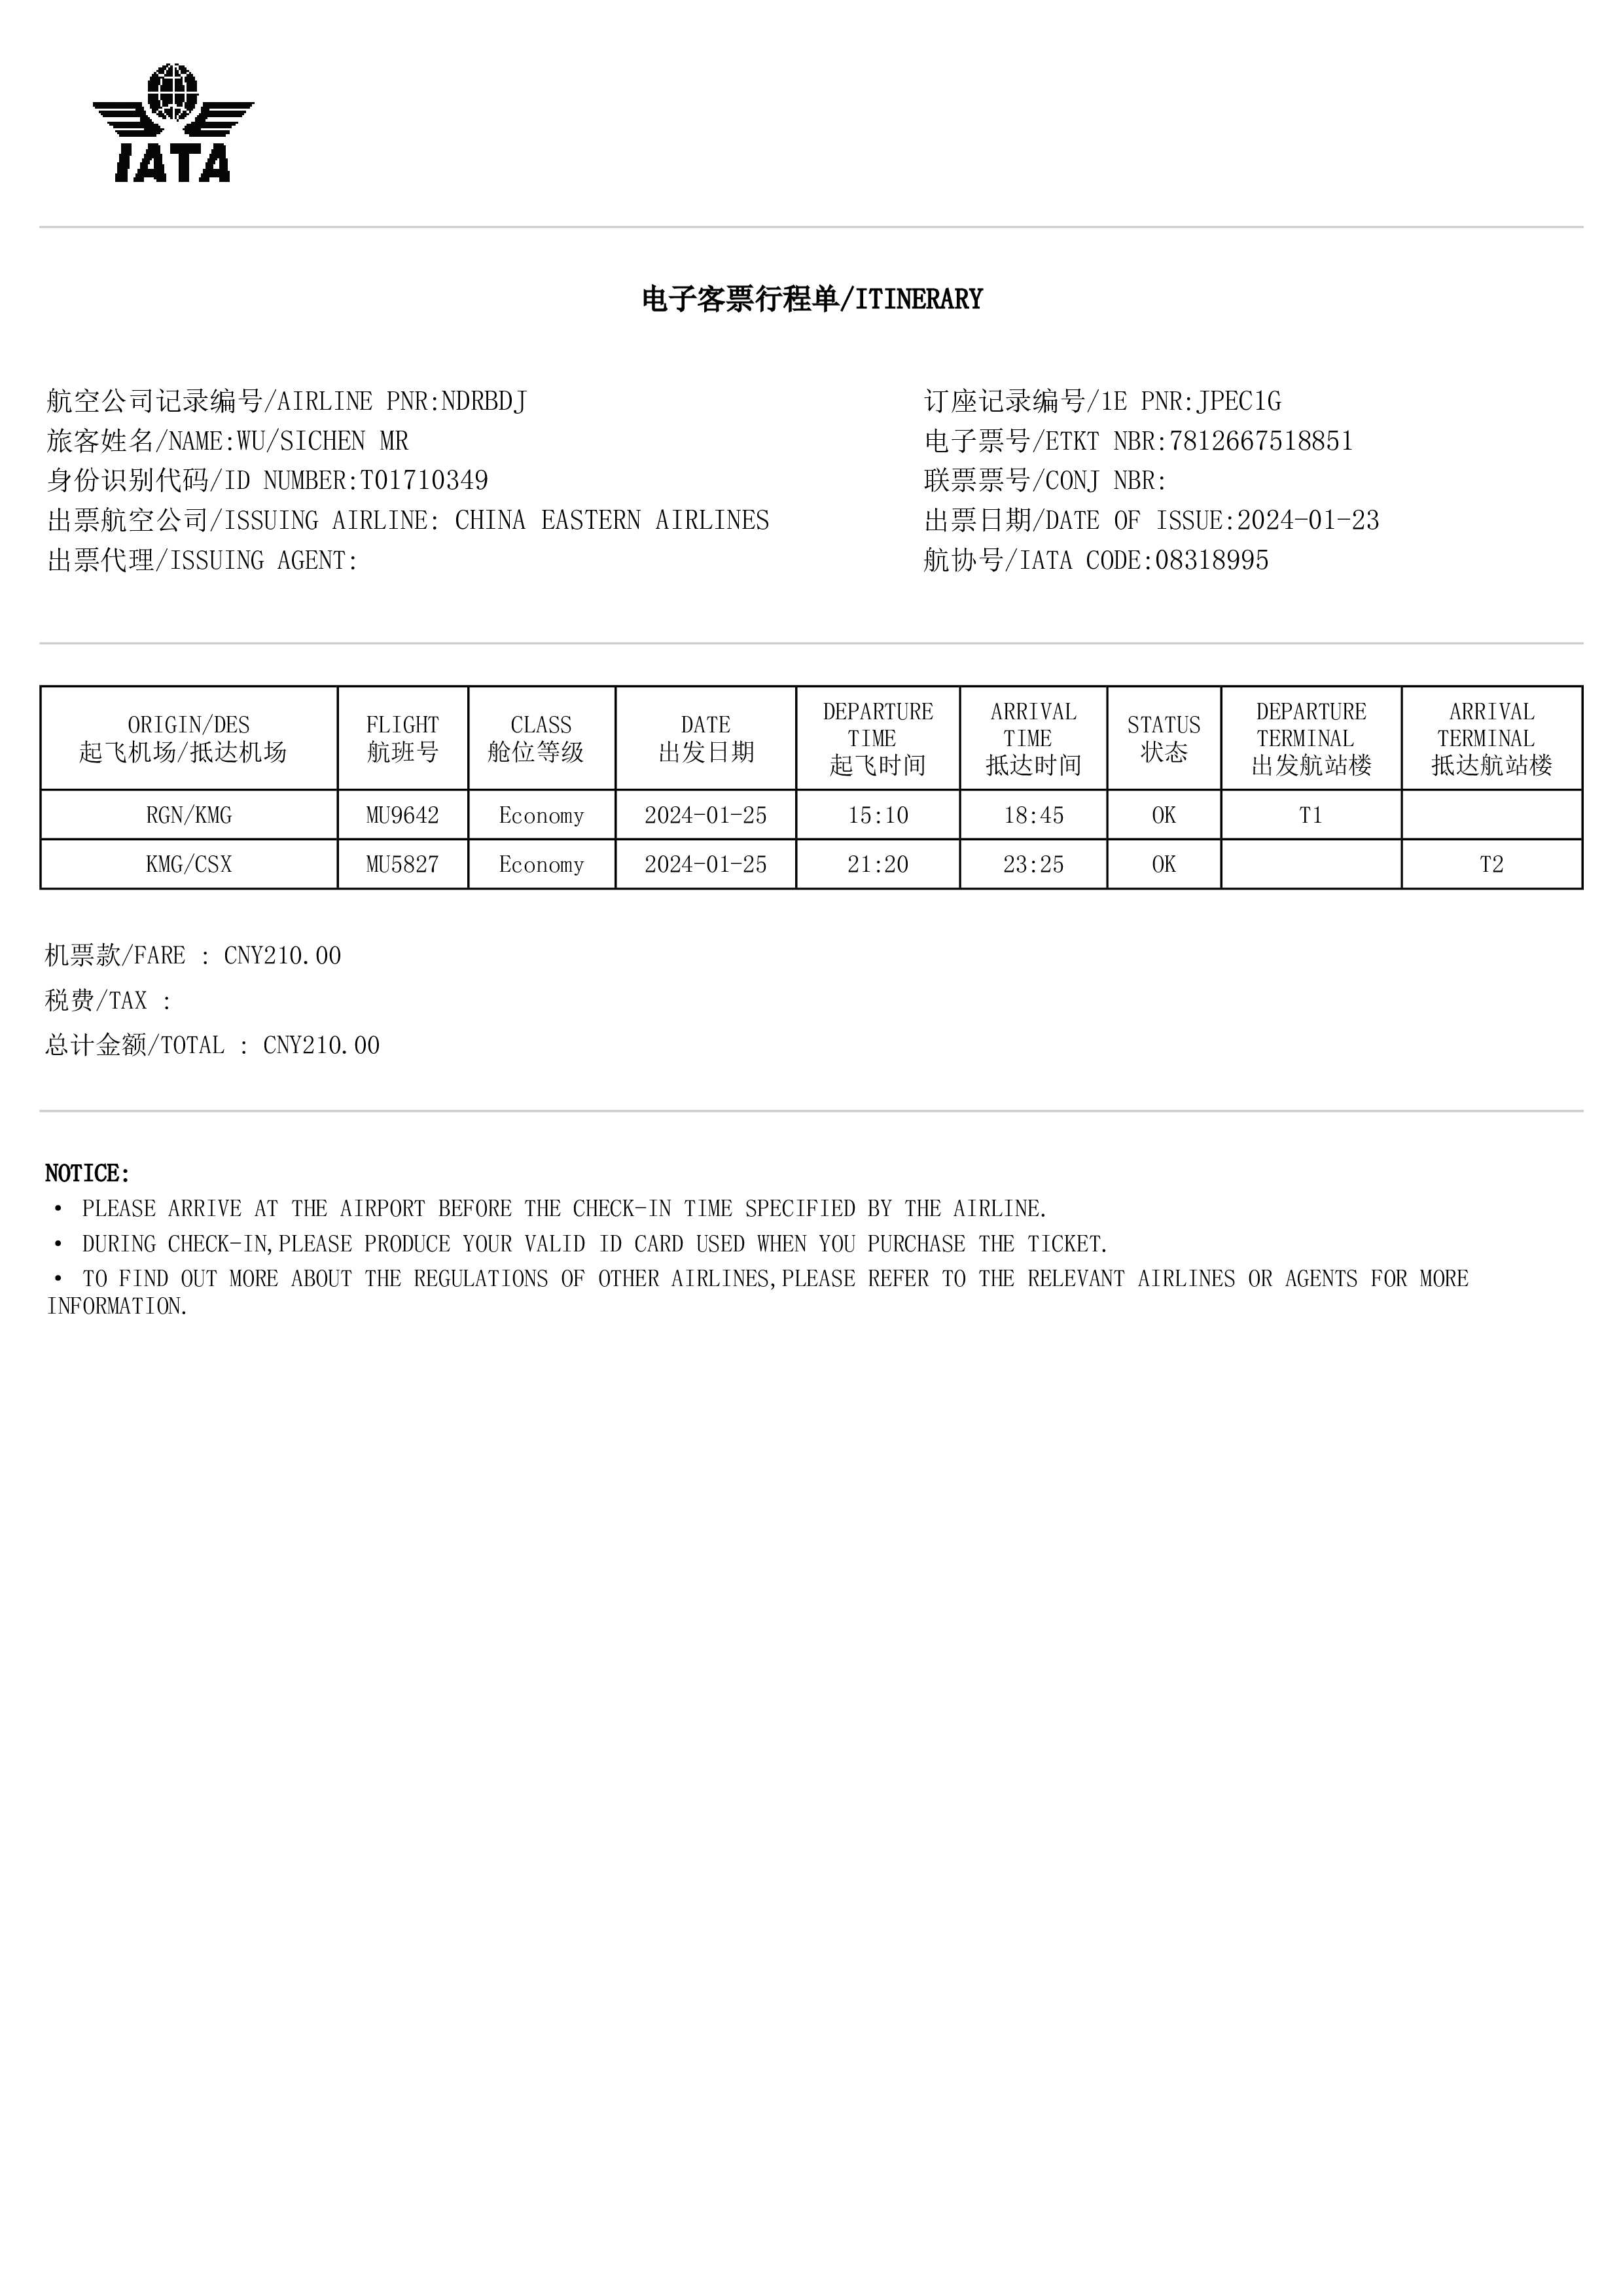 IATA
电子客票行程单/ITINERARY
航空公司记录编号/AIRLINE PNR:NDRBDJ
订座记录编号/1E PNR:JPEC1G
旅客姓名/NAME:WU/SICHEN MR
电子票号/ETKT NBR:7812667518851
身份识别代码/ID NUMBER:T01710349
联票票号/CONJ NBR:
出票航空公司/ISSUING AIRLINE: CHINA EASTERN AIRLINES
出票日期/DATE OF ISSUE:2024-01-23
出票代理/ISSUING AGENT:
航协号/IATA CODE:08318995
ORIGIN/DES 起飞机场/抵达机场 FLIGHT 航班号 CLASS 舱位等级 DATE 出发日期 DEPARTURE TIME 起飞时间 ARRIVAL TIME 抵达时间 STATUS 状态 DEPARTURE TERMINAL 出发航站楼 ARRIVAL TERMINAL 抵达航站楼
RGN/KMG MU9642 Economy 2024-01-25 15:10 18:45 OK T1
KMG/CSX MU5827 Economy 2024-01-25 21:20 23:25 OK T2
机票款/FARE : CNY210.00
税费/TAX :
总计金额/TOTAL : CNY210.00
NOTICE:
· PLEASE ARRIVE AT THE AIRPORT BEFORE THE CHECK-IN TIME SPECIFIED BY THE AIRLINE.
· DURING CHECK-IN,PLEASE PRODUCE YOUR VALID ID CARD USED WHEN YOU PURCHASE THE TICKET.
· TO FIND OUT MORE ABOUT THE REGULATIONS OF OTHER AIRLINES,PLEASE REFER TO THE RELEVANT AIRLINES OR AGENTS FOR MORE
INFORMATION.